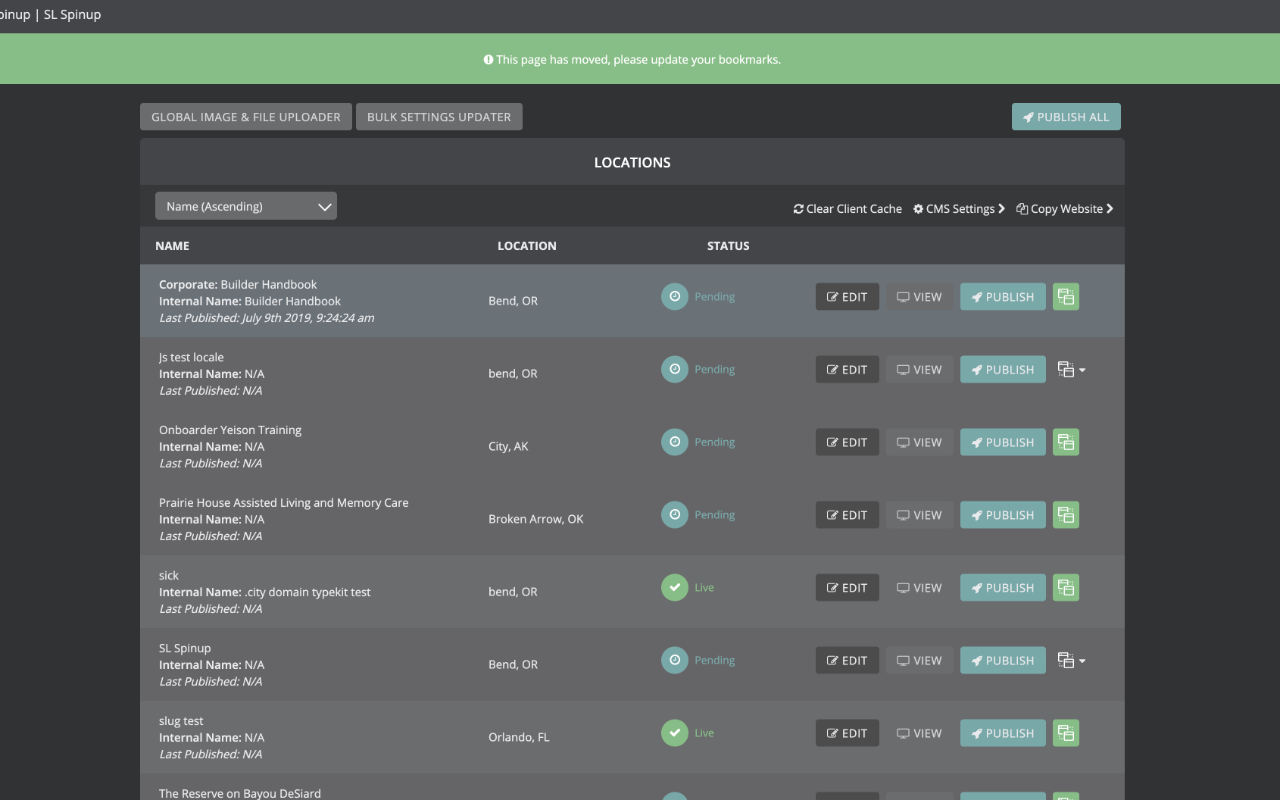 pinup | SL Spinup
This page has moved, please update your bookmarks.
GLOBAL IMAGE & FILE UPLOADER BULK SETTINGS UPDATER PUBLISH ALL
LOCATIONS
Name (Ascending) Clear Client Cache CMS Settings Copy Website
NAME LOCATION STATUS
Corporate: Builder Handbook
Internal Name: Builder Handbook
Last Published: July 9th 2019, 9:24:24 am
Bend, OR
Pending
EDIT VIEW PUBLISH
Js test locale
Internal Name: N/A
Last Published: N/A
bend, OR
Pending
EDIT VIEW PUBLISH
Onboarder Yeison Training
Internal Name: N/A
Last Published: N/A
City, AK
Pending
EDIT VIEW PUBLISH
Prairie House Assisted Living and Memory Care
Internal Name: N/A
Last Published: N/A
Broken Arrow, OK
Pending
EDIT VIEW PUBLISH
sick
Internal Name: .city domain typekit test
Last Published: N/A
bend, OR
Live
EDIT VIEW PUBLISH
SL Spinup
Internal Name: N/A
Last Published: N/A
Bend, OR
Pending
EDIT VIEW PUBLISH
slug test
Internal Name: N/A
Last Published: N/A
Orlando, FL
Live
EDIT VIEW PUBLISH
The Reserve on Bayou DeSiard